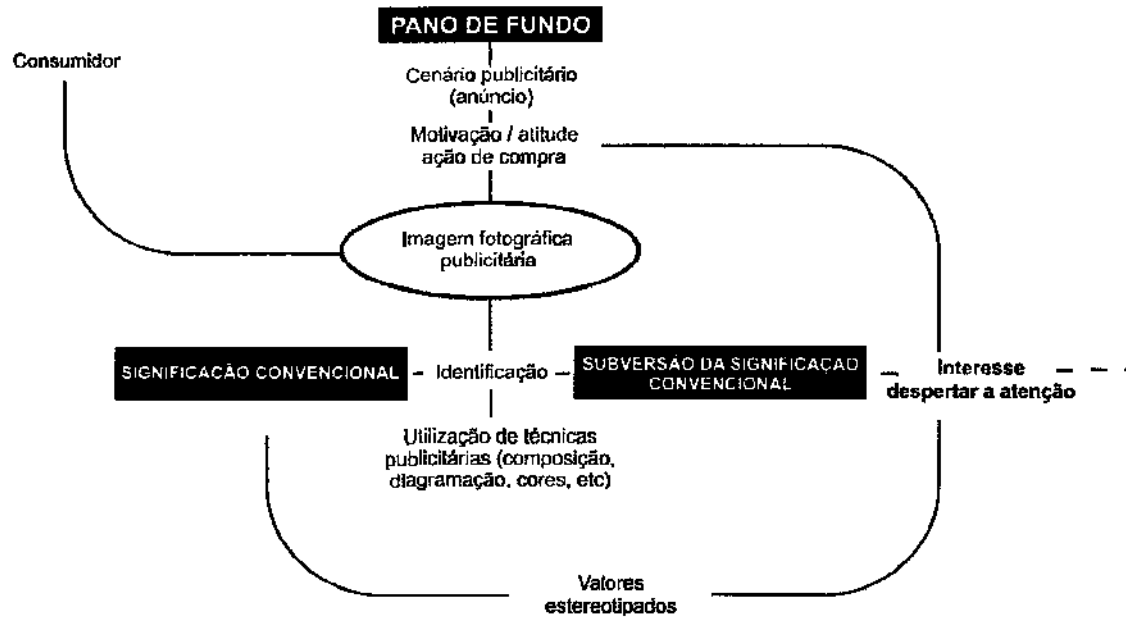 PANO DE FUNDO
Consumidor
Cenário publicitário
(anúncio)
Motivação / atitude
ação de compra
Imagem fotográfica
publicitária
SIGNIFICAÇÃO CONVENCIONAL
Identificação
SUBVERSÃO DA SIGNIFICAÇAO
CONVENCIONAL
Interesse
despertar a atenção
Utilização de técnicas
publicitárias (composição,
diagramação, cores, etc)
Valores
estereotipados